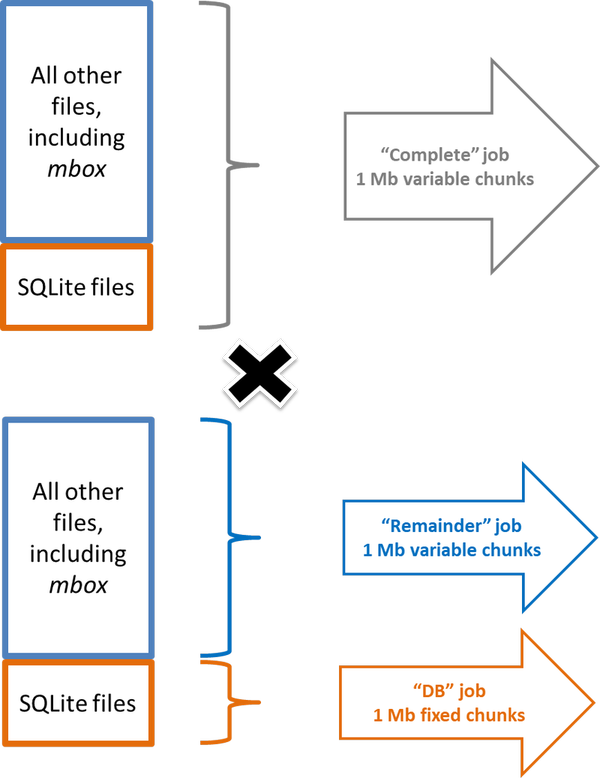 All other
files,
including
mbox
“Complete” job
1 Mb variable chunks
SQLite files
All other
files,
including
mbox
“Remainder” job
1 Mb variable chunks
SQLite files
“DB” job
1 Mb fixed chunks